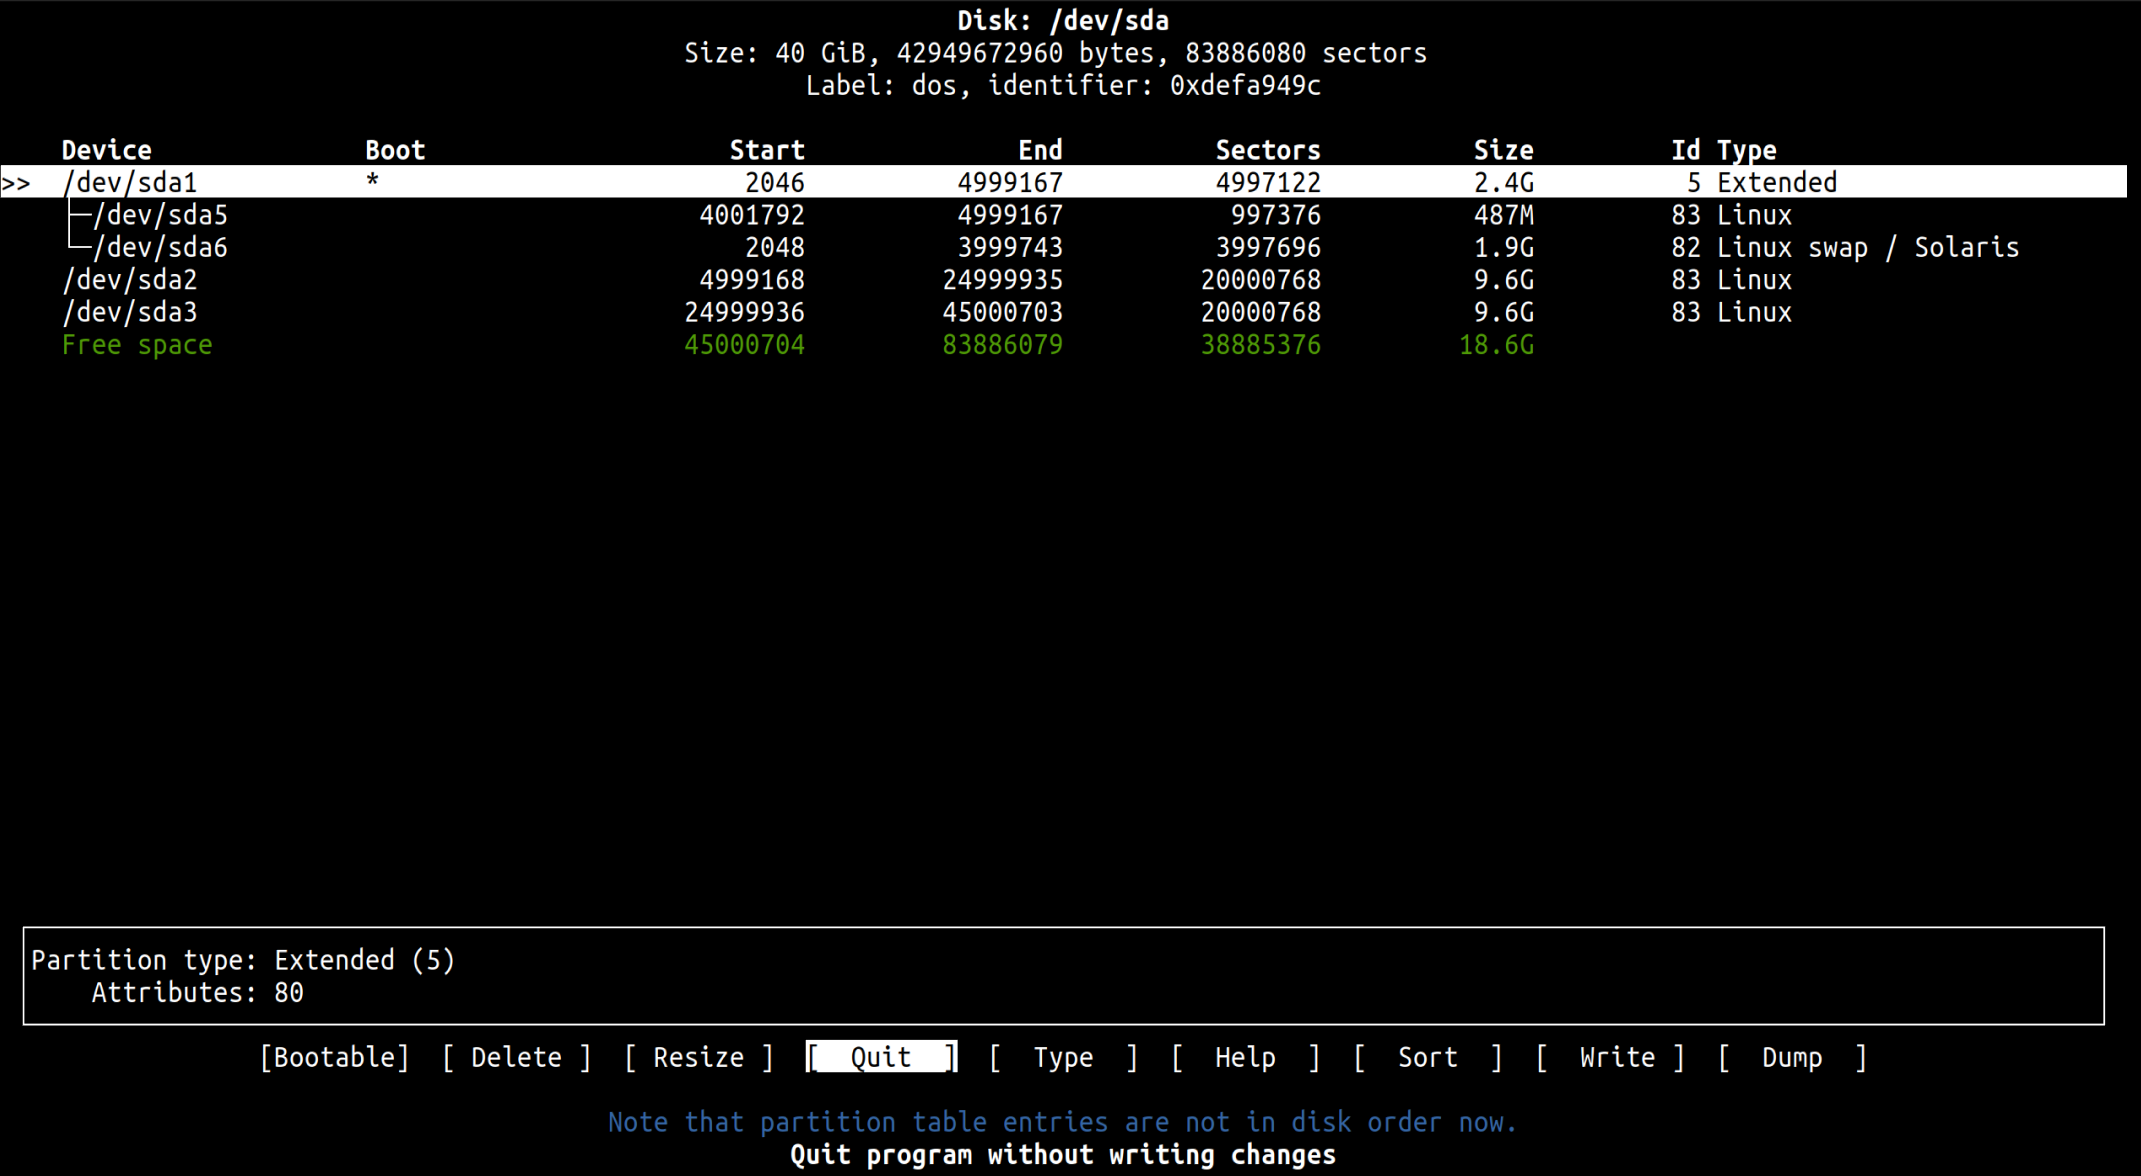 Disk: /dev/sda
Size: 40 GiB, 42949672960 bytes, 83886080 sectors
Label: dos, identifier: 0xdefa949c
Device Boot Start End Sectors Size Id Type
>> /dev/sda1 * 2046 4999167 4997122 2.4G 5 Extended
├─/dev/sda5 4001792 4999167 997376 487M 83 Linux
└─/dev/sda6 2048 3999743 3997696 1.9G 82 Linux swap / Solaris
/dev/sda2 4999168 24999935 20000768 9.6G 83 Linux
/dev/sda3 24999936 45000703 20000768 9.6G 83 Linux
Free space 45000704 83886079 38885376 18.6G
Partition type: Extended (5)
Attributes: 80
[Bootable] [ Delete ] [ Resize ] [ Quit ] [ Type ] [ Help ] [ Sort ] [ Write ] [ Dump ]
Note that partition table entries are not in disk order now.
Quit program without writing changes